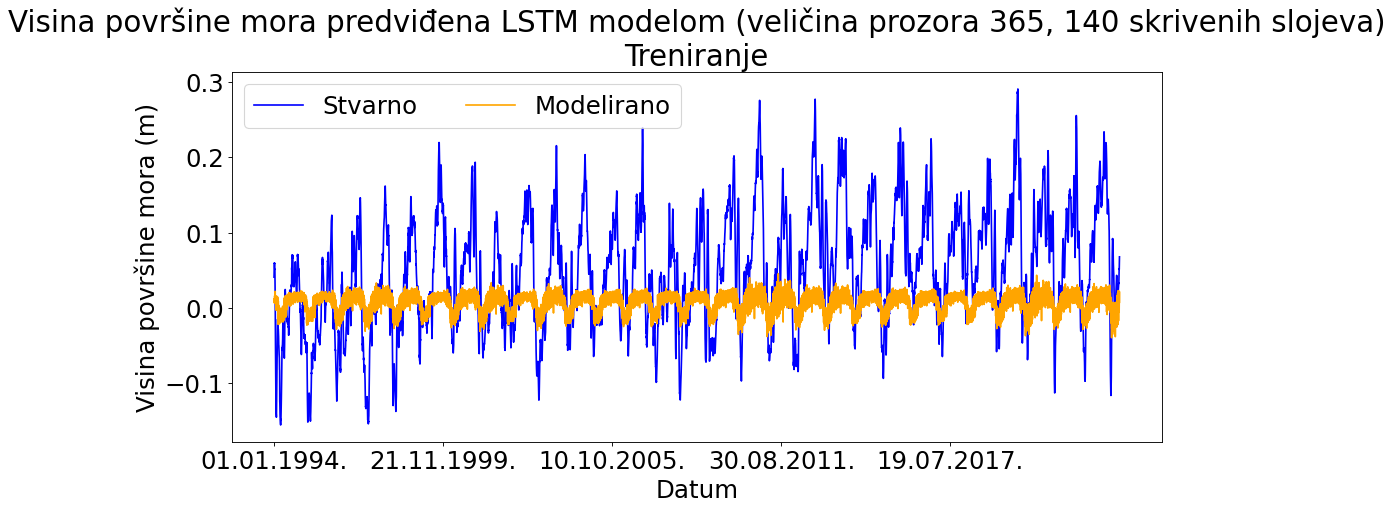 Visina površine mora predviđena LSTM modelom (veličina prozora 365, 140 skrivenih slojeva)
Treniranje
Stvarno
Modelirano
Visina površine mora (m)
0.3
0.2
0.1
0.0
−0.1
01.01.1994.
21.11.1999.
10.10.2005.
30.08.2011.
19.07.2017.
Datum